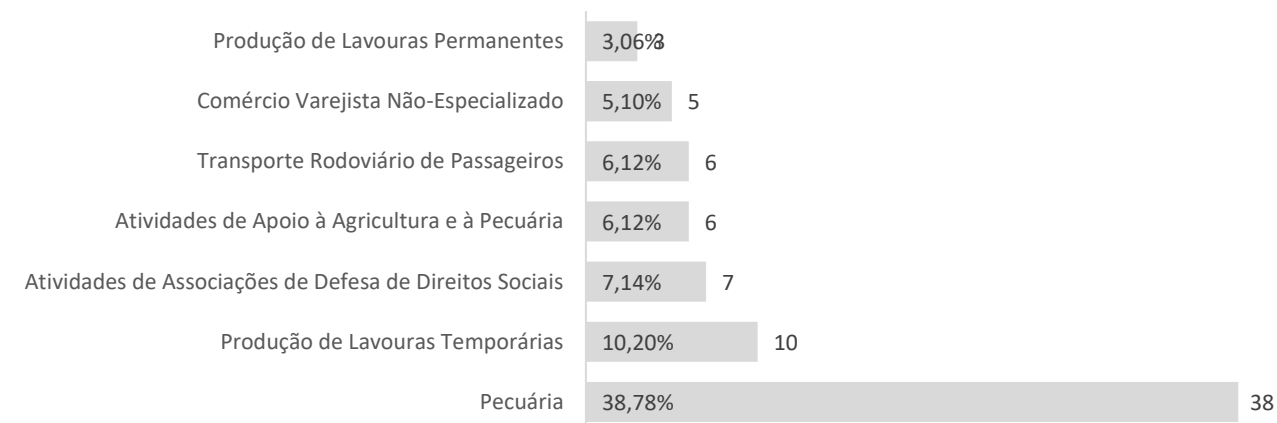 Produção de Lavouras Permanentes 3,06% 3
Comércio Varejista Não-Especializado 5,10% 5
Transporte Rodoviário de Passageiros 6,12% 6
Atividades de Apoio à Agricultura e à Pecuária 6,12% 6
Atividades de Associações de Defesa de Direitos Sociais 7,14% 7
Produção de Lavouras Temporárias 10,20% 10
Pecuária 38,78% 38